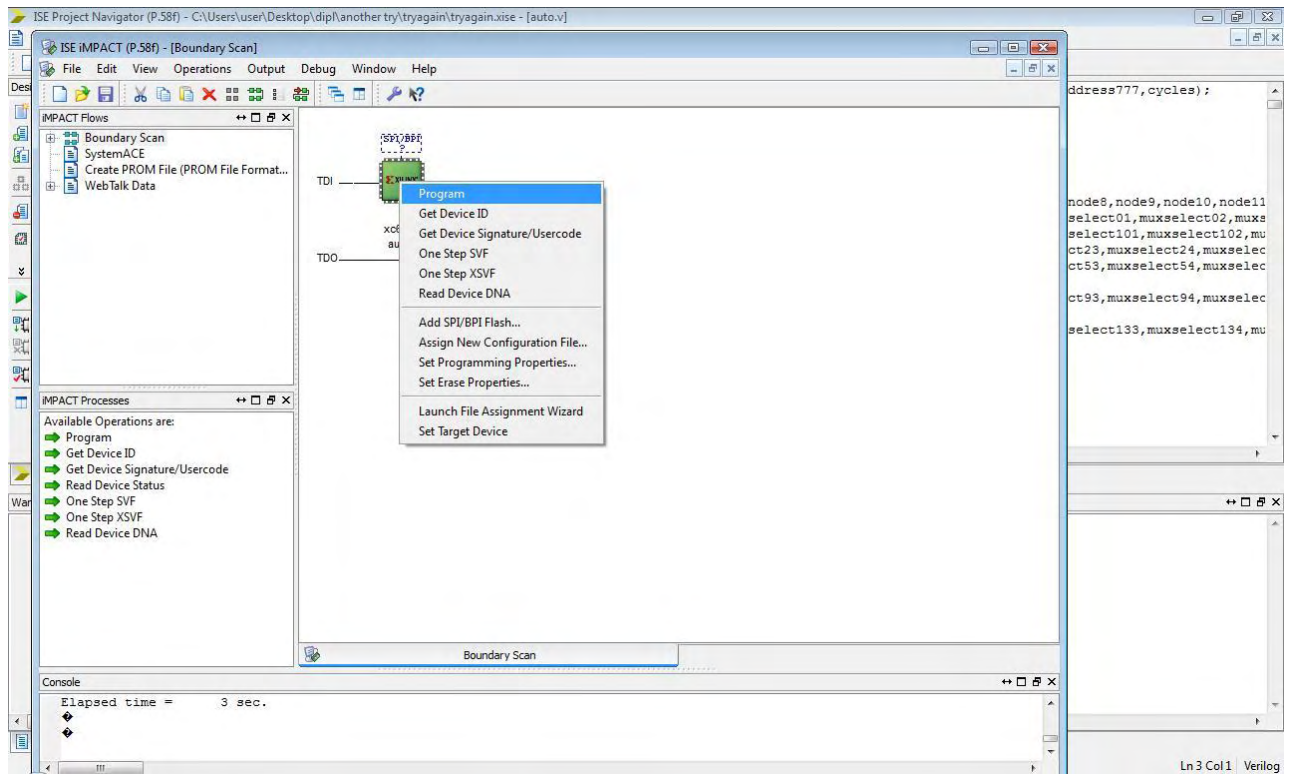 ISE Project Navigator (P.58f) - C:\Users\user\Desktop\dipl\another try\tryagain\tryagain.xise - [auto.v]
ISE iMPACT (P.58f) - [Boundary Scan]
File Edit View Operations Output Debug Window Help
iMPACT Flows
Boundary Scan
SystemACE
Create PROM File (PROM File Format...
WebTalk Data
SPI/BPI
?
TDI
TDO
Program
Get Device ID
Get Device Signature/Usercode
One Step SVF
One Step XSVF
Read Device DNA
Add SPI/BPI Flash...
Assign New Configuration File...
Set Programming Properties...
Set Erase Properties...
Launch File Assignment Wizard
Set Target Device
iMPACT Processes
Available Operations are:
Program
Get Device ID
Get Device Signature/Usercode
Read Device Status
One Step SVF
One Step XSVF
Read Device DNA
Boundary Scan
Console
Elapsed time = 3 sec.
ddress777,cycles);
node8,node9,node10,node11
select01,muxselect02,muxs
select101,muxselect102,mu
ct23,muxselect24,muxselec
ct53,muxselect54,muxselec
ct93,muxselect94,muxselec
select133,muxselect134,mu
Desi
War
Ln 3 Col 1 Verilog